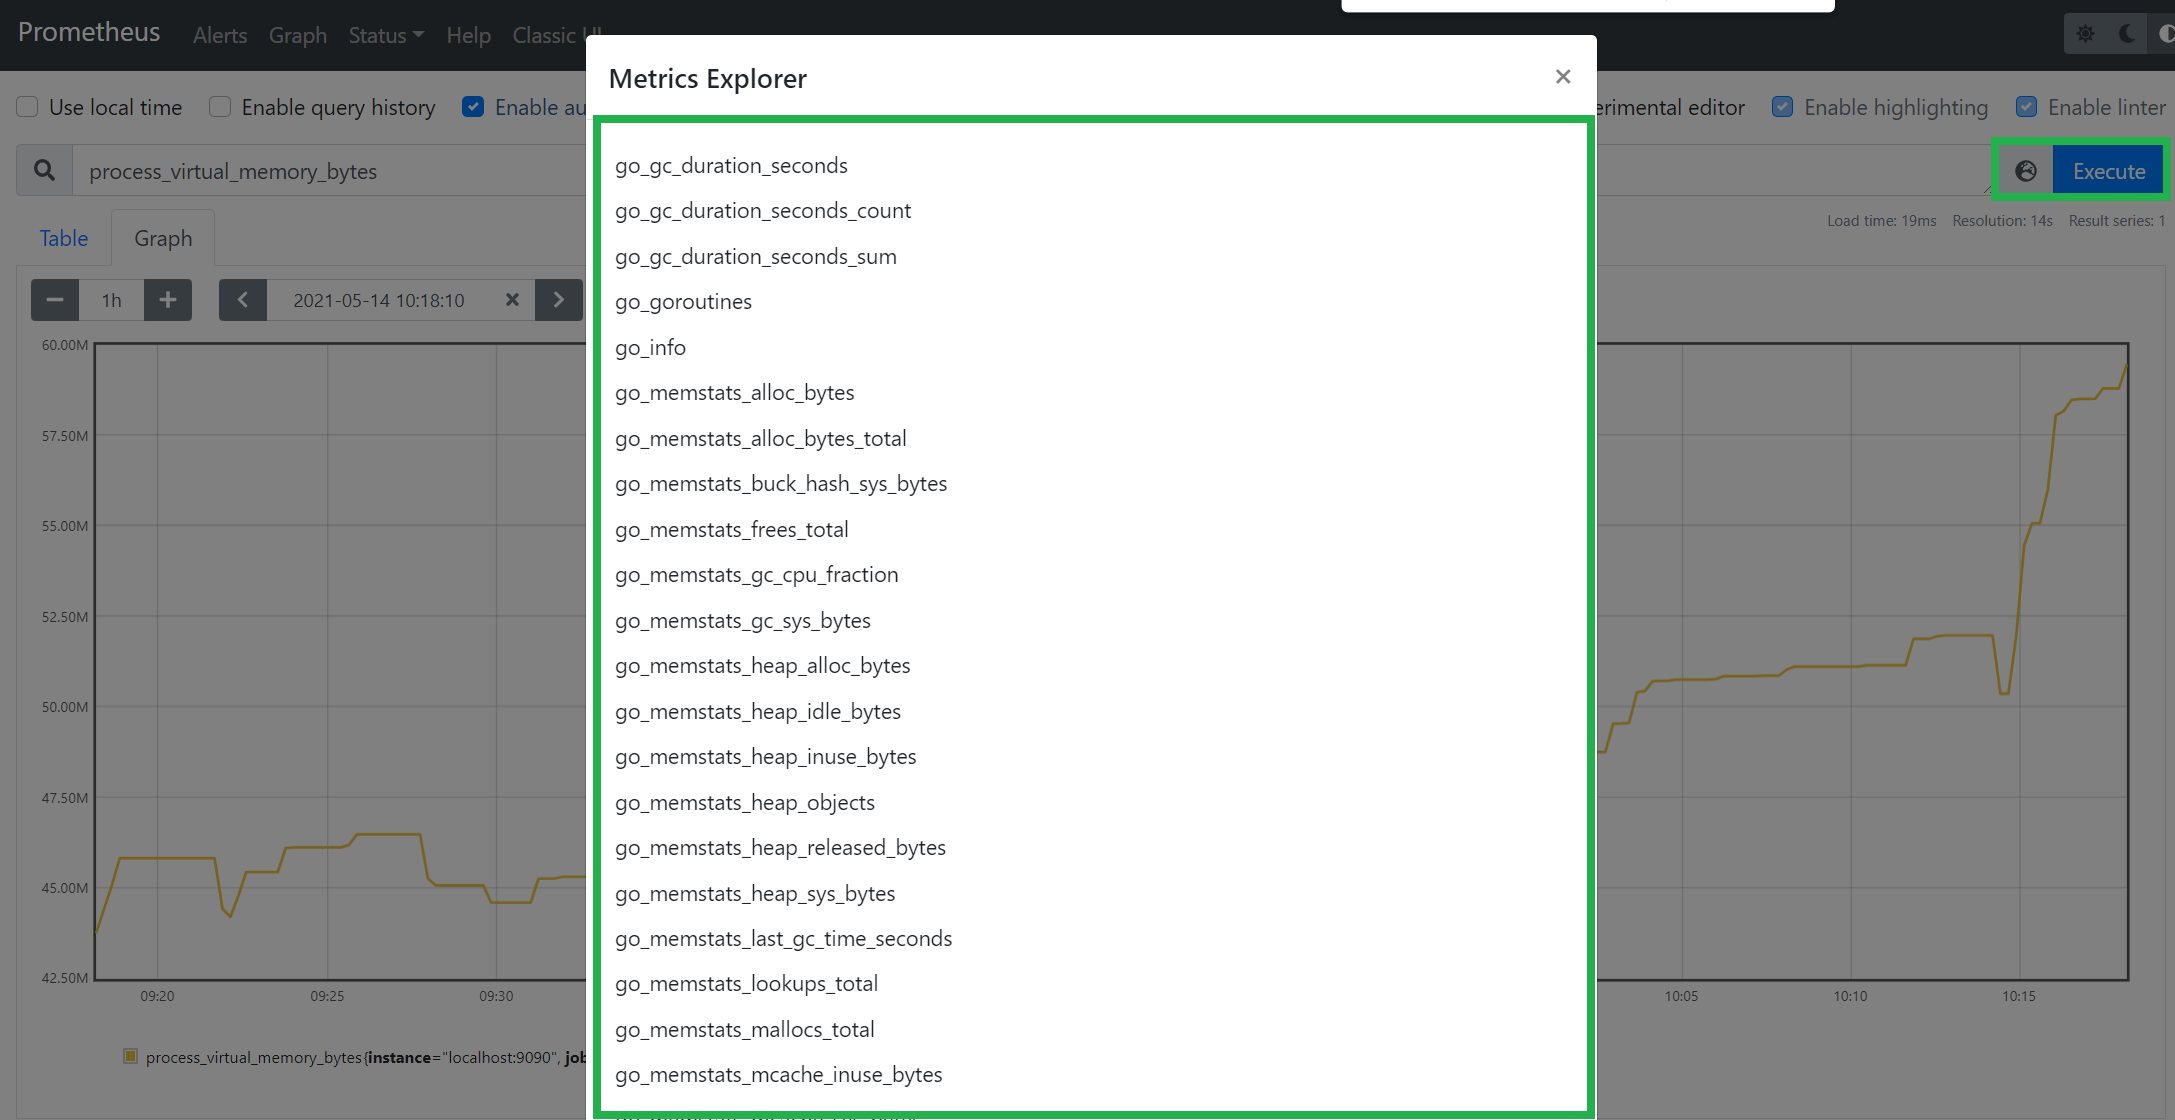 Prometheus Alerts Graph Status Help Classic UI
Metrics Explorer
Use local time Enable query history Enable au erimental editor Enable highlighting Enable linter
process_virtual_memory_bytes
Execute
Load time: 19ms Resolution: 14s Result series: 1
Table Graph
1h 2021-05-14 10:18:10
go_gc_duration_seconds
go_gc_duration_seconds_count
go_gc_duration_seconds_sum
go_goroutines
go_info
go_memstats_alloc_bytes
go_memstats_alloc_bytes_total
go_memstats_buck_hash_sys_bytes
go_memstats_frees_total
go_memstats_gc_cpu_fraction
go_memstats_gc_sys_bytes
go_memstats_heap_alloc_bytes
go_memstats_heap_idle_bytes
go_memstats_heap_inuse_bytes
go_memstats_heap_objects
go_memstats_heap_released_bytes
go_memstats_heap_sys_bytes
go_memstats_last_gc_time_seconds
go_memstats_lookups_total
go_memstats_mallocs_total
go_memstats_mcache_inuse_bytes
60.00M
57.50M
55.00M
52.50M
50.00M
47.50M
45.00M
42.50M
09:20 09:25 09:30 10:05 10:10 10:15
process_virtual_memory_bytes{instance="localhost:9090", job